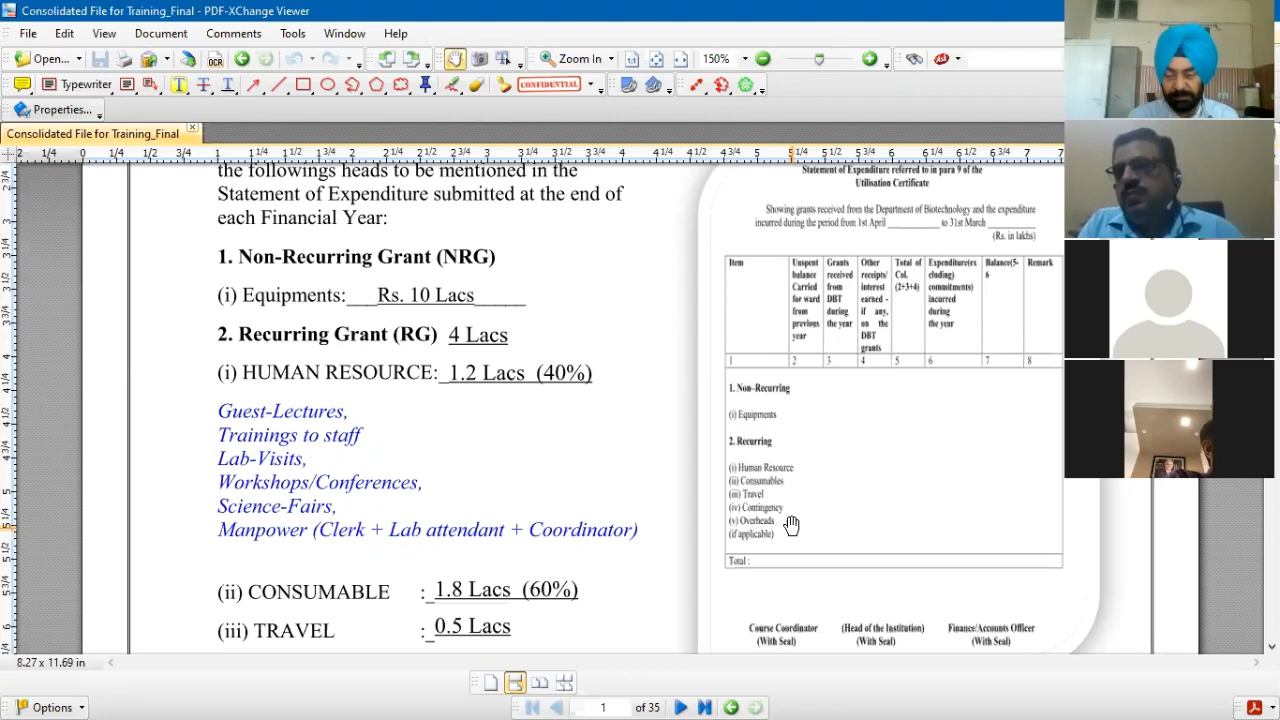 Consolidated File for Training_Final - PDF-XChange Viewer
File Edit View Document Comments Tools Window Help
Open... OCR Zoom In 150%
Typewriter CONFIDENTIAL
Properties...
Consolidated File for Training_Final
the followings heads to be mentioned in the
Statement of Expenditure submitted at the end of
each Financial Year:
1. Non-Recurring Grant (NRG)
(i) Equipments:___Rs. 10 Lacs_____
2. Recurring Grant (RG) 4 Lacs
(i) HUMAN RESOURCE:_1.2 Lacs (40%)
Guest-Lectures,
Trainings to staff
Lab-Visits,
Workshops/Conferences,
Science-Fairs,
Manpower (Clerk + Lab attendant + Coordinator)
(ii) CONSUMABLE :_1.8 Lacs (60%)
(iii) TRAVEL :_0.5 Lacs
Statement of Expenditure referred to in para 9 of the
Utilisation Certificate
Showing grants received from the Department of Biotechnology and the expenditure
incurred during the period from 1st April __________ to 31st March ________
(Rs. in lakhs)
Item
Unspent
balance
Carried
for ward
from
previous
year
Grants
received
from
DBT
during
the year
Other
receipts/
interest
earned -
if any,
on the
DBT
grants
Total of
Col.
(2+3+4)
Expenditure(ex
cluding)
commitments)
incurred
during
the year
Balance(5-
6
Remark
1 2 3 4 5 6 7 8
1. Non–Recurring
(i) Equipments
2. Recurring
(i) Human Resource
(ii) Consumables
(iii) Travel
(iv) Contingency
(v) Overheads
(if applicable)
Total :
Course Coordinator (Head of the Institution) Finance/Accounts Officer
(With Seal) (With Seal) (With Seal)
8.27 x 11.69 in
Options 1 of 35